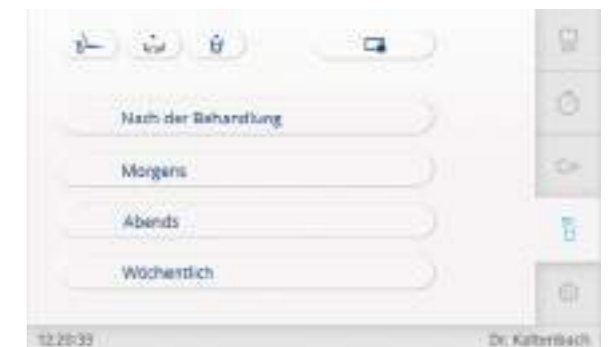 Nach der Behandlung
Morgens
Abends
Wöchentlich
12:20:33 Dr. Kaltenbach